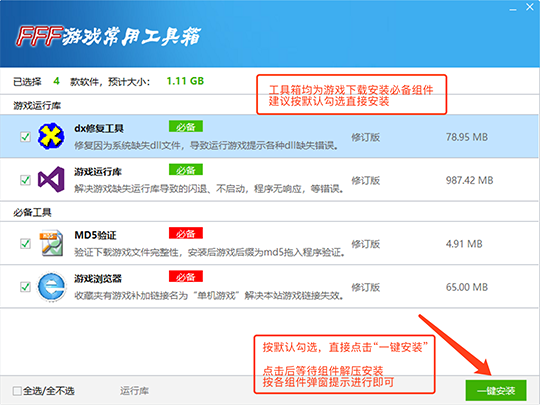 FFF游戏常用工具箱
已选择 4 款软件，预计大小： 1.11 GB
工具箱均为游戏下载安装必备组件
建议按默认勾选直接安装
游戏运行库
dx修复工具 必备
修复因为系统缺失dll文件，导致运行游戏提示各种dll缺失错误。 修订版 78.95 MB
游戏运行库 必备
解决游戏缺失运行库导致的闪退、不启动，程序无响应，等错误。 修订版 987.42 MB
必备工具
MD5验证 必备
验证下载游戏文件完整性，安装后游戏后缀为md5拖入程序验证。 修订版 4.91 MB
游戏浏览器 必备
收藏夹有游戏补加链接名为“单机游戏”解决本站游戏链接失效。 修订版 65.00 MB
按默认勾选，直接点击“一键安装”
点击后等待组件解压安装
按各组件弹窗提示进行即可
全选/全不选 运行库 一键安装